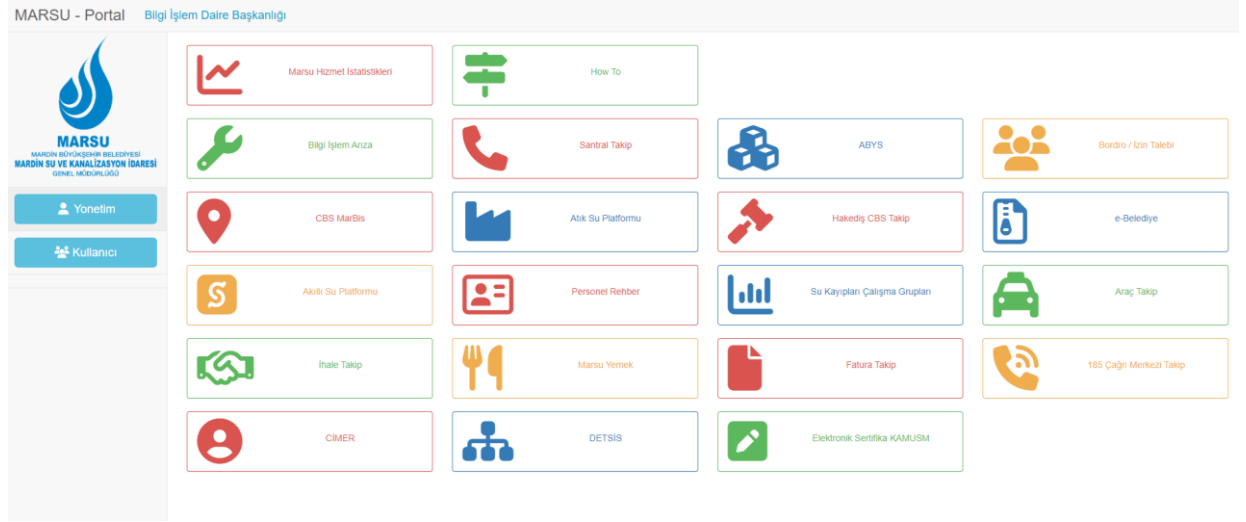 MARSU - Portal Bilgi İşlem Daire Başkanlığı
MARSU
MARDİN BÜYÜKŞEHİR BELEDİYESİ
MARDİN SU VE KANALİZASYON İDARESİ
GENEL MÜDÜRLÜĞÜ
Yonetim
Kullanıcı
Marsu Hizmet İstatistikleri
How To
Bilgi İşlem Arıza
Santral Takip
ABYS
Bordro / İzin Talebi
CBS MarBis
Atık Su Platformu
Hakediş CBS Takip
e-Belediye
Akıllı Su Platformu
Personel Rehber
Su Kayıpları Çalışma Grupları
Araç Takip
İhale Takip
Marsu Yemek
Fatura Takip
185 Çağrı Merkezi Takip
CİMER
DETSİS
Elektronik Sertifika KAMUSM